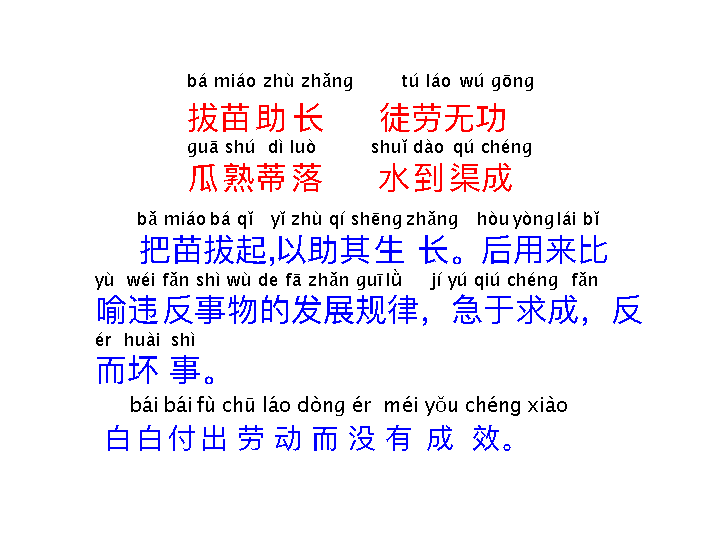 bá miáo zhù zhǎng tú láo wú gōng
拔苗助长 徒劳无功
guā shú dì luò shuǐ dào qú chéng
瓜熟蒂落 水到渠成
bǎ miáo bá qǐ yǐ zhù qí shēng zhǎng hòu yòng lái bǐ
把苗拔起,以助其生长。后用来比
yù wéi fǎn shì wù de fā zhǎn guī lǜ jí yú qiú chéng fǎn
喻违反事物的发展规律，急于求成，反
ér huài shì
而坏事。
bái bái fù chū láo dòng ér méi yǒu chéng xiào
白白付出劳动而没有成效。